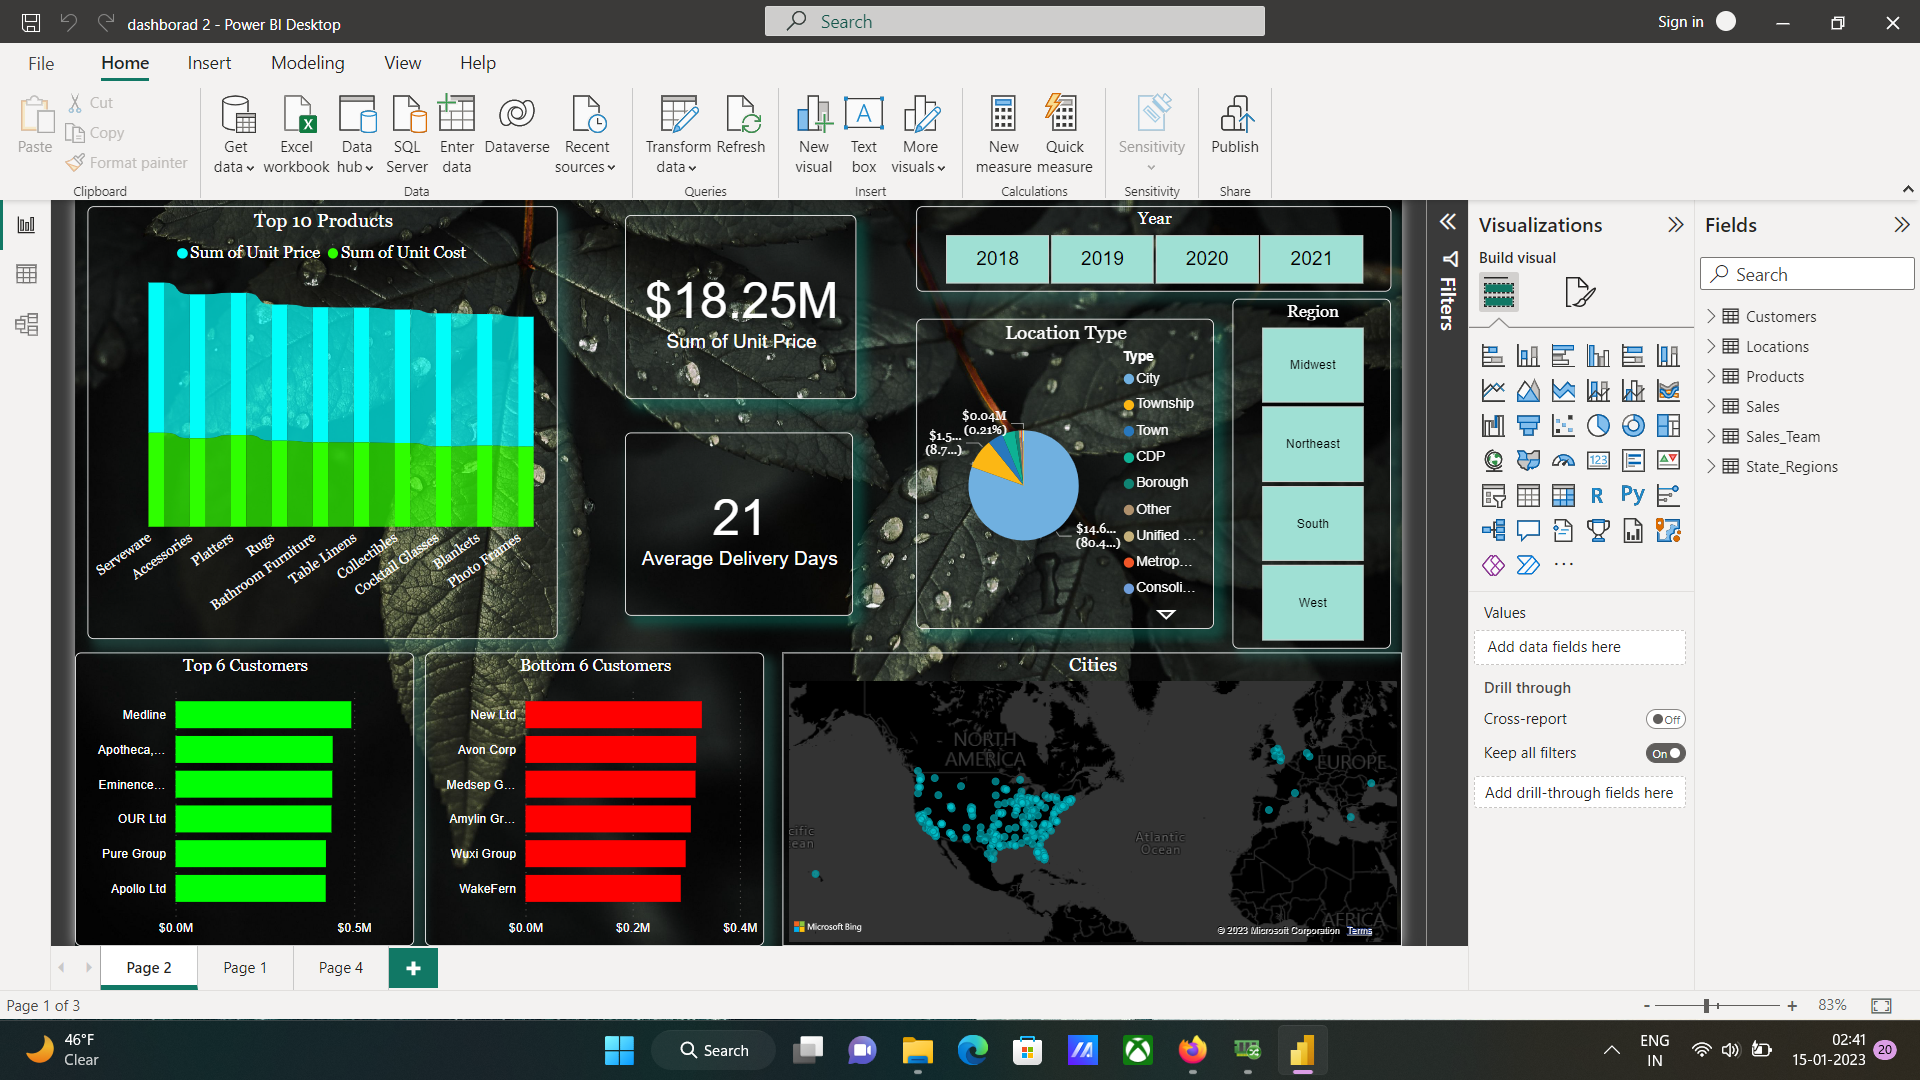 dashborad 2 - Power BI Desktop
Search
Sign in
File Home Insert Modeling View Help
Paste
Cut
Copy
Format painter
Clipboard
Get data
Excel workbook
Data hub
SQL Server
Enter data
Dataverse
Recent sources
Data
Transform data
Refresh
Queries
New visual
Text box
More visuals
Insert
New measure
Quick measure
Calculations
Sensitivity
Sensitivity
Publish
Share
Top 10 Products
Sum of Unit Price Sum of Unit Cost
Serveware
Accessories
Platters
Rugs
Bathroom Furniture
Table Linens
Collectibles
Cocktail Glasses
Blankets
Photo Frames
$18.25M
Sum of Unit Price
21
Average Delivery Days
Year
2018 2019 2020 2021
Location Type
Type
City
Township
Town
CDP
Borough
Other
Unified ...
Metrop...
Consoli...
$0.04M
(0.21%)
$1.5...
(8.7...)
$14.6...
(80.4...)
Region
Midwest
Northeast
South
West
Top 6 Customers
Medline
Apotheca,...
Eminence...
OUR Ltd
Pure Group
Apollo Ltd
$0.0M $0.5M
Bottom 6 Customers
New Ltd
Avon Corp
Medsep G...
Amylin Gr...
Wuxi Group
WakeFern
$0.0M $0.2M $0.4M
Cities
NORTH
AMERICA
EUROPE
cific
ean
Atlantic
Ocean
AFRICA
Microsoft Bing
© 2023 Microsoft Corporation Terms
Filters
Visualizations
Build visual
R Py
123
Values
Add data fields here
Drill through
Cross-report Off
Keep all filters On
Add drill-through fields here
Fields
Search
Customers
Locations
Products
Sales
Sales_Team
State_Regions
Page 2 Page 1 Page 4
Page 1 of 3
- + 83%
46°F
Clear
Search
ENG
IN
02:41
15-01-2023
20